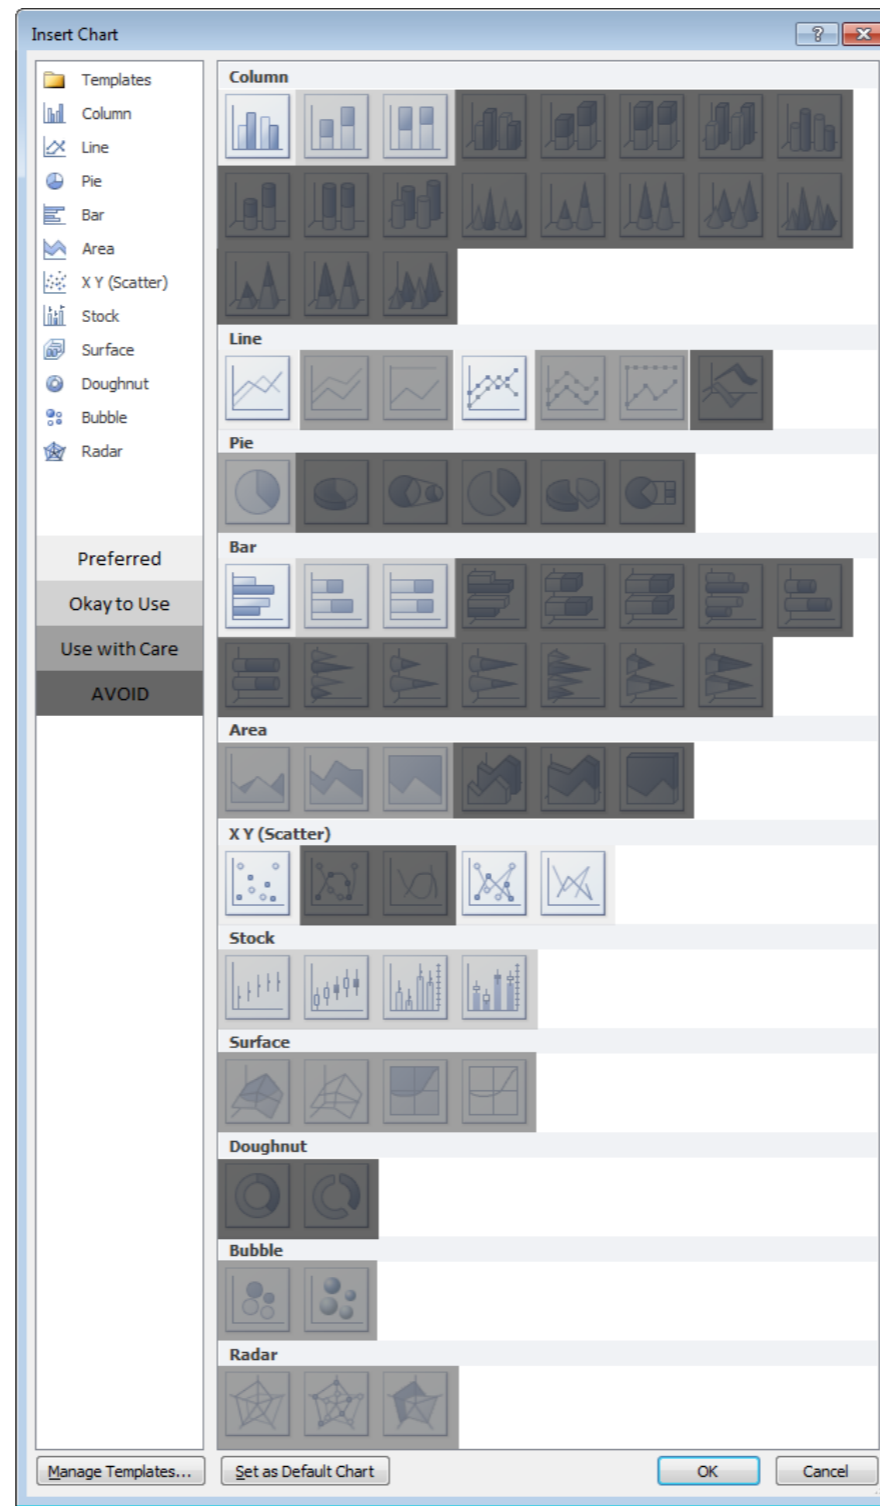 Insert Chart
Templates
Column
Line
Pie
Bar
Area
X Y (Scatter)
Stock
Surface
Doughnut
Bubble
Radar
Preferred
Okay to Use
Use with Care
AVOID
Column
Line
Pie
Bar
Area
X Y (Scatter)
Stock
Surface
Doughnut
Bubble
Radar
Manage Templates...
Set as Default Chart
OK
Cancel